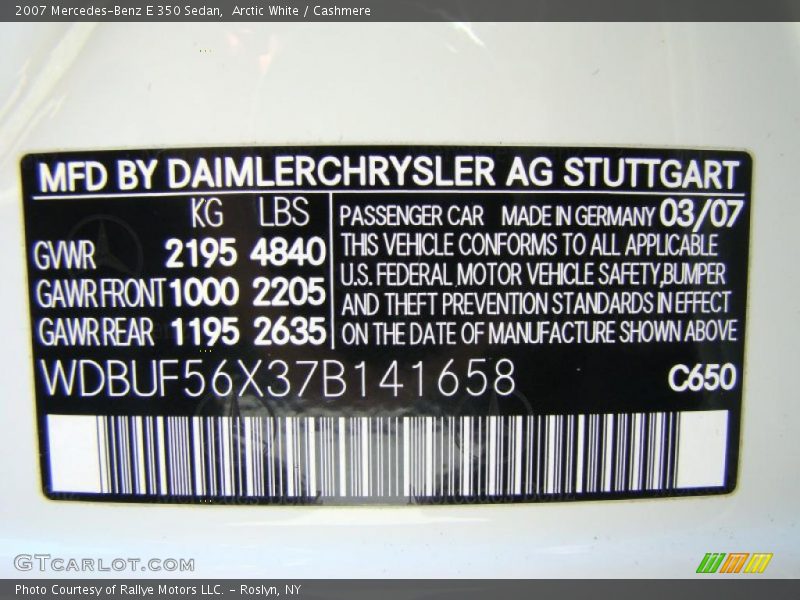 2007 Mercedes-Benz E 350 Sedan, Arctic White / Cashmere
MFD BY DAIMLERCHRYSLER AG STUTTGART
KG LBS
GVWR 2195 4840
GAWR FRONT 1000 2205
GAWR REAR 1195 2635
PASSENGER CAR MADE IN GERMANY 03/07
THIS VEHICLE CONFORMS TO ALL APPLICABLE
U.S. FEDERAL MOTOR VEHICLE SAFETY,BUMPER
AND THEFT PREVENTION STANDARDS IN EFFECT
ON THE DATE OF MANUFACTURE SHOWN ABOVE
WDBUF56X37B141658 C650
GTCARLOT.COM
Photo Courtesy of Rallye Motors LLC. - Roslyn, NY